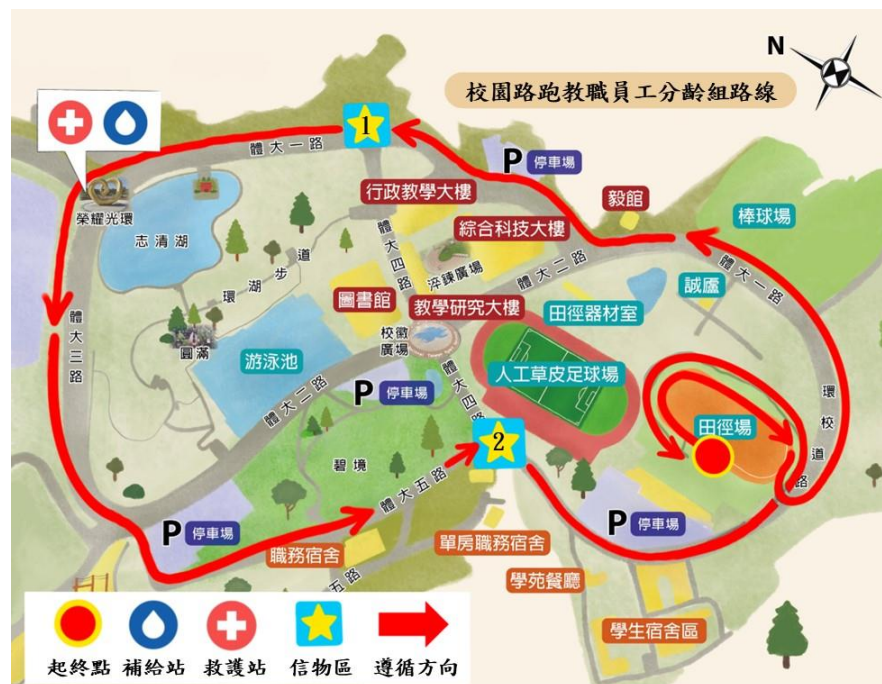 N
校園路跑教職員工分齡組路線
1
體大一路
P 停車場
榮耀光環
志清湖
行政教學大樓
毅館
棒球場
綜合科技大樓
體大四路
淬鍊廣場
體大二路
體大一路
誠廬
環湖步道
圖書館
教學研究大樓
田徑器材室
體大三路
圓滿
游泳池
校徽廣場
人工草皮足球場
環校道路
體大二路
P 停車場
體大四路
田徑場
碧境
2
體大五路
P 停車場
職務宿舍
單房職務宿舍
P 停車場
五路
學苑餐廳
學生宿舍區
起終點
補給站
救護站
信物區
遵循方向